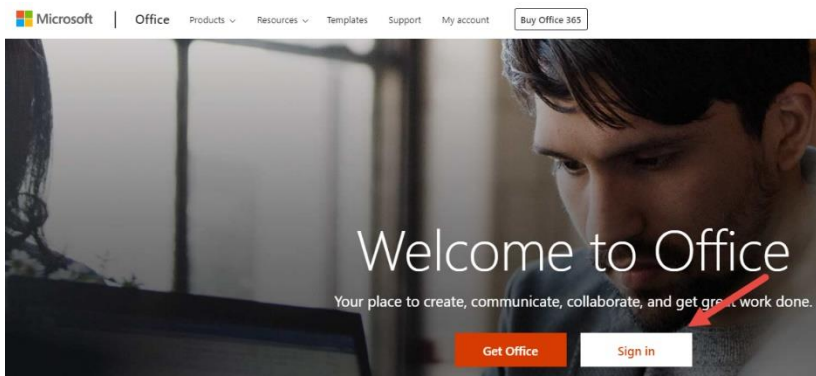 Microsoft Office Products Resources Templates Support My account Buy Office 365
Welcome to Office
Your place to create, communicate, collaborate, and get great work done.
Get Office Sign in